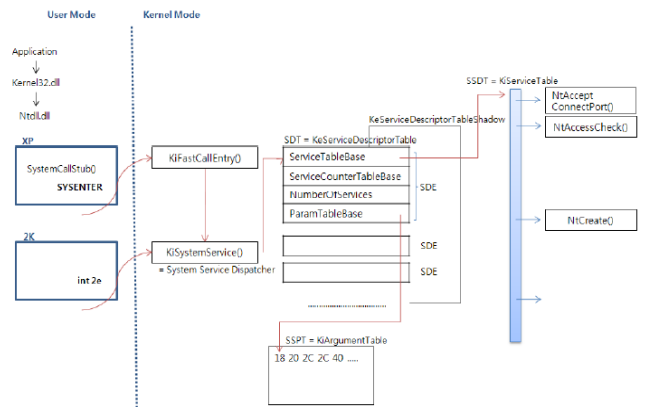 User Mode
Kernel Mode
Application
Kernel32.dll
Ntdll.dll
XP
SystemCallStub()
SYSENTER
2K
int 2e
KiFastCallEntry()
KiSystemService()
= System Service Dispatcher
SDT = KeServiceDescriptorTable
KeServiceDescriptorTableShadow
ServiceTableBase
ServiceCounterTableBase
NumberOfServices
ParamTableBase
SDE
SDE
SDE
..............................
SSPT = KiArgumentTable
18 20 2C 2C 40 .....
SSDT = KiServiceTable
NtAccept
ConnectPort()
NtAccessCheck()
NtCreate()